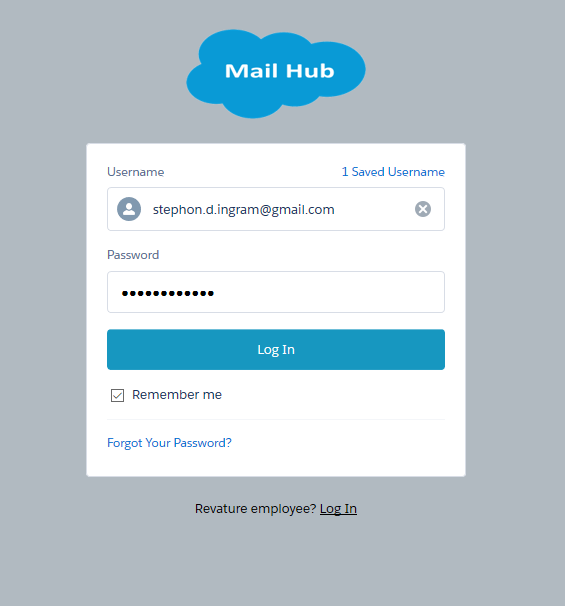 Mail Hub
Username
1 Saved Username
stephon.d.ingram@gmail.com
Password
••••••••••••
Log In
Remember me
Forgot Your Password?
Revature employee? Log In